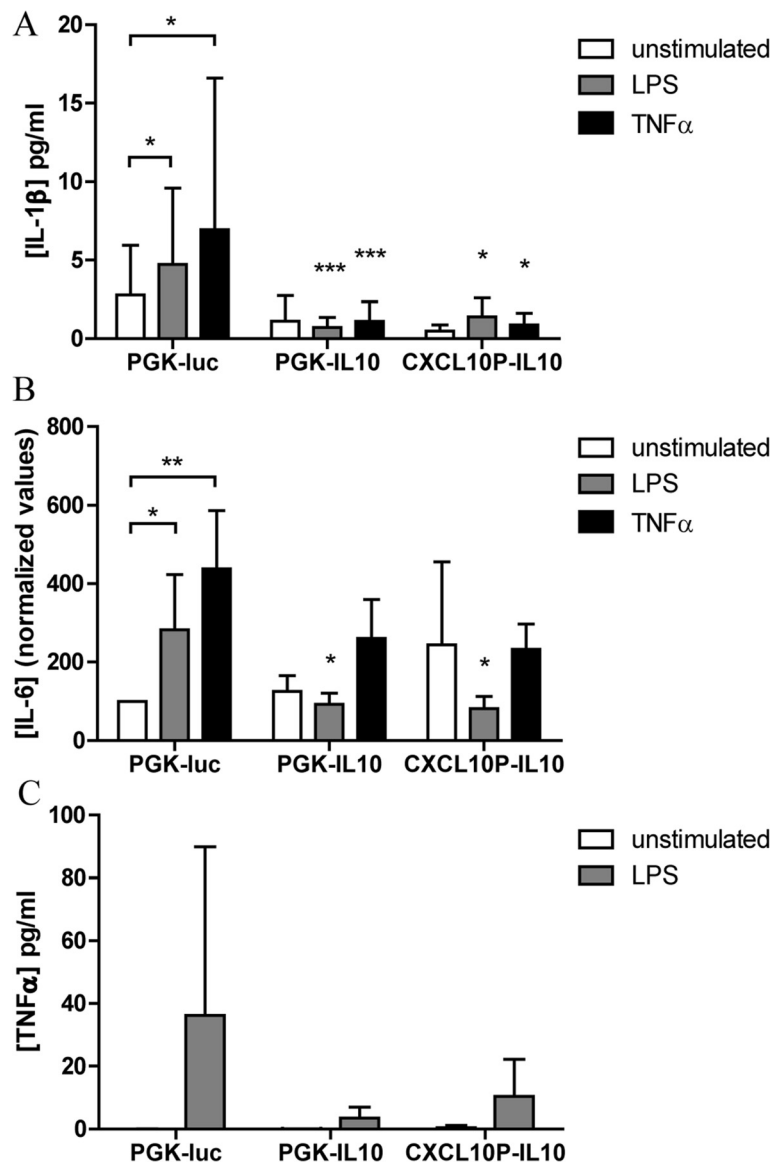 A
[IL-1β] pg/ml
20
15
10
5
0
*
*
***
***
*
*
unstimulated
LPS
TNFα
PGK-luc PGK-IL10 CXCL10P-IL10
B
[IL-6] (normalized values)
800
600
400
200
0
**
*
*
*
unstimulated
LPS
TNFα
PGK-luc PGK-IL10 CXCL10P-IL10
C
[TNFα] pg/ml
100
80
60
40
20
0
unstimulated
LPS
PGK-luc PGK-IL10 CXCL10P-IL10